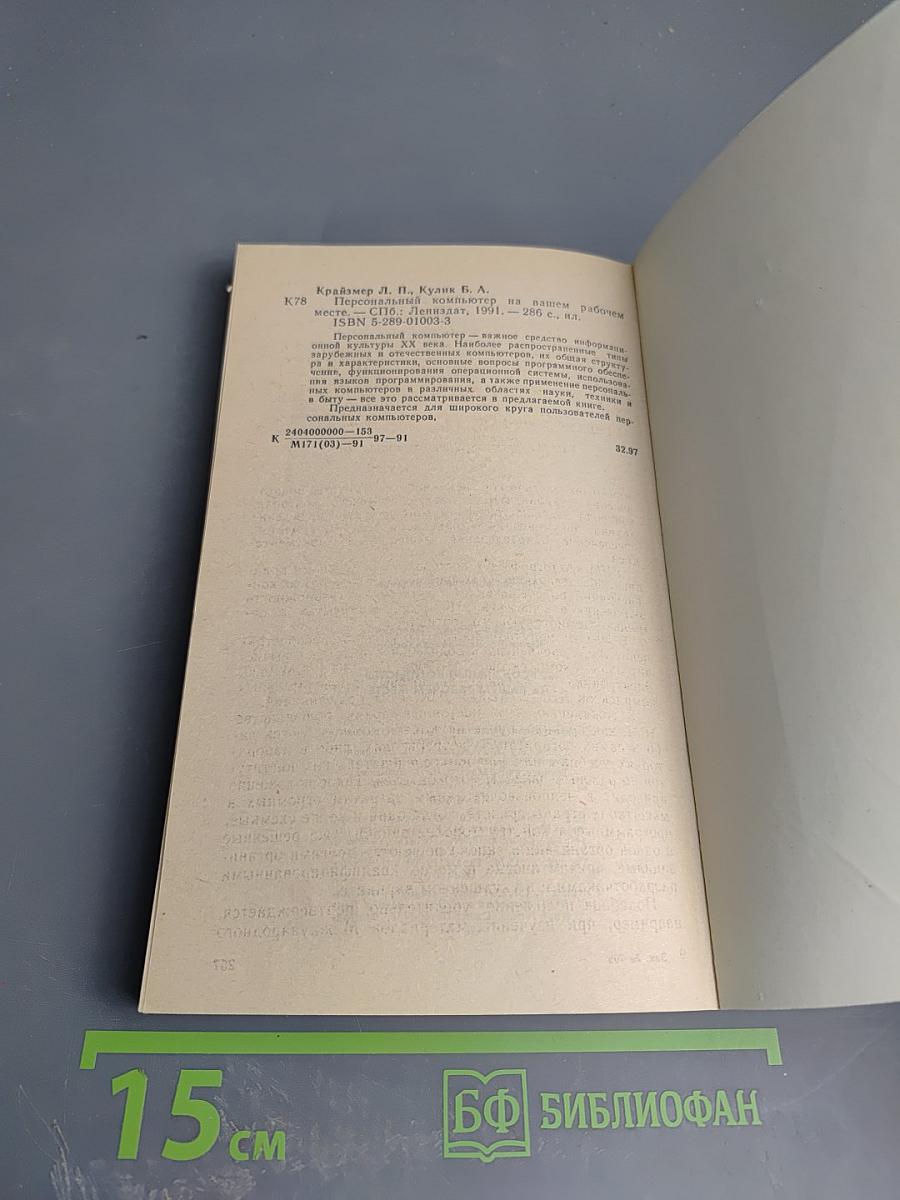 Крайзмер Л. П., Кулик Б. А.
К78 Персональный компьютер на вашем рабочем
месте. — СПб.: Лениздат, 1991. — 286 с., ил.
ISBN 5-289-01003-3
Персональный компьютер — важное средство информаци-
онной культуры XX века. Наиболее распространенные типы
зарубежных и отечественных компьютеров, их общая структу-
ра и характеристики, основные вопросы программного обеспе-
чения, функционирования операционной системы, использова-
ния языков программирования, а также применение персональ-
ных компьютеров в различных областях науки, техники и
в быту — все это рассматривается в предлагаемой книге.
Предназначается для широкого круга пользователей пер-
сональных компьютеров,
К 2404000000—153
М171(03)—91 97—91
32.97
15 см
БФ БИБЛИОФАН